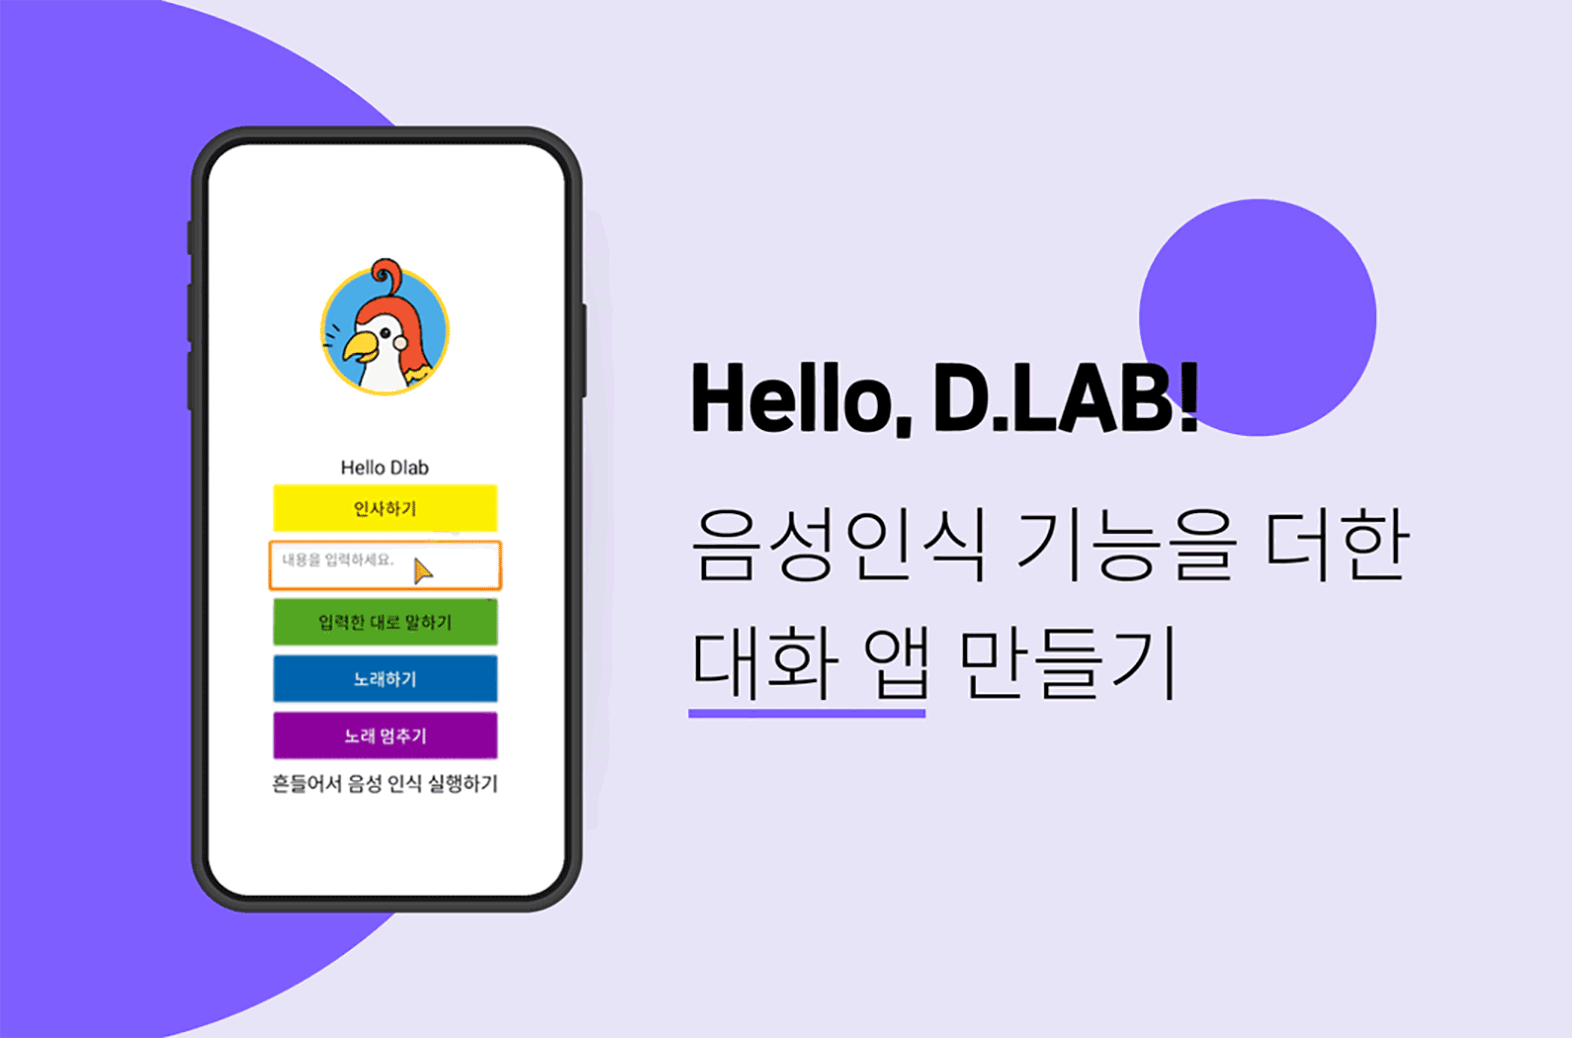 Hello Dlab
인사하기
내용을 입력하세요.
입력한 대로 말하기
노래하기
노래 멈추기
흔들어서 음성 인식 실행하기
Hello, D.LAB!
음성인식 기능을 더한
대화 앱 만들기